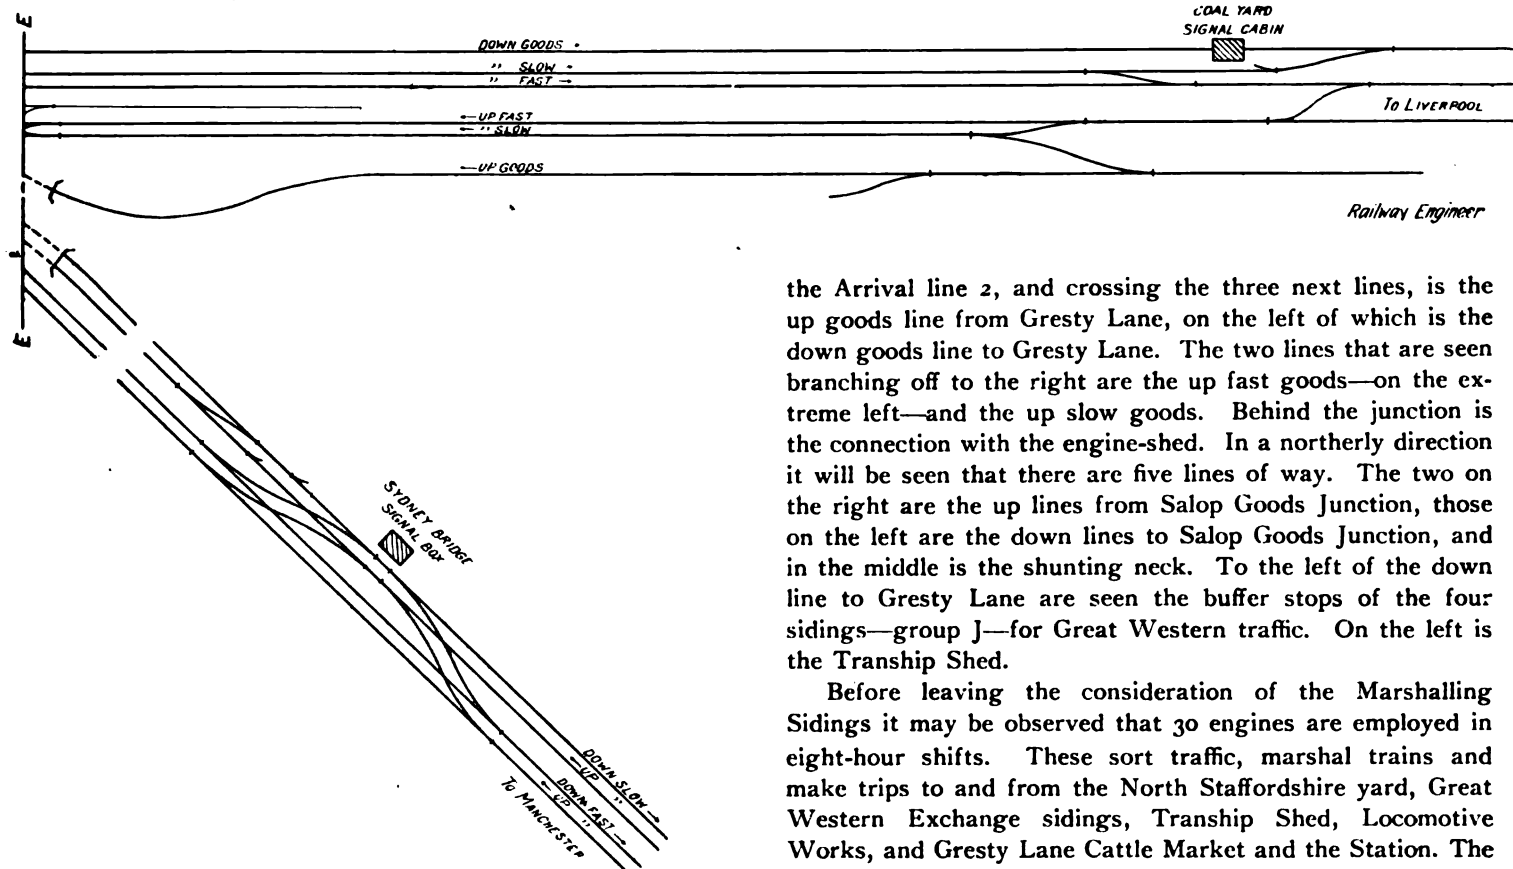 E
COAL YARD
SIGNAL CABIN
DOWN GOODS
" SLOW
" FAST →
To LIVERPOOL
← UP FAST
← " SLOW
← UP GOODS
Railway Engineer
E
SYDNEY BRIDGE
SIGNAL BOX
DOWN SLOW →
← UP "
DOWN FAST →
← UP "
To MANCHESTER
the Arrival line 2, and crossing the three next lines, is the
up goods line from Gresty Lane, on the left of which is the
down goods line to Gresty Lane. The two lines that are seen
branching off to the right are the up fast goods—on the ex-
treme left—and the up slow goods. Behind the junction is
the connection with the engine-shed. In a northerly direction
it will be seen that there are five lines of way. The two on
the right are the up lines from Salop Goods Junction, those
on the left are the down lines to Salop Goods Junction, and
in the middle is the shunting neck. To the left of the down
line to Gresty Lane are seen the buffer stops of the four
sidings—group J—for Great Western traffic. On the left is
the Tranship Shed.
Before leaving the consideration of the Marshalling
Sidings it may be observed that 30 engines are employed in
eight-hour shifts. These sort traffic, marshal trains and
make trips to and from the North Staffordshire yard, Great
Western Exchange sidings, Tranship Shed, Locomotive
Works, and Gresty Lane Cattle Market and the Station. The